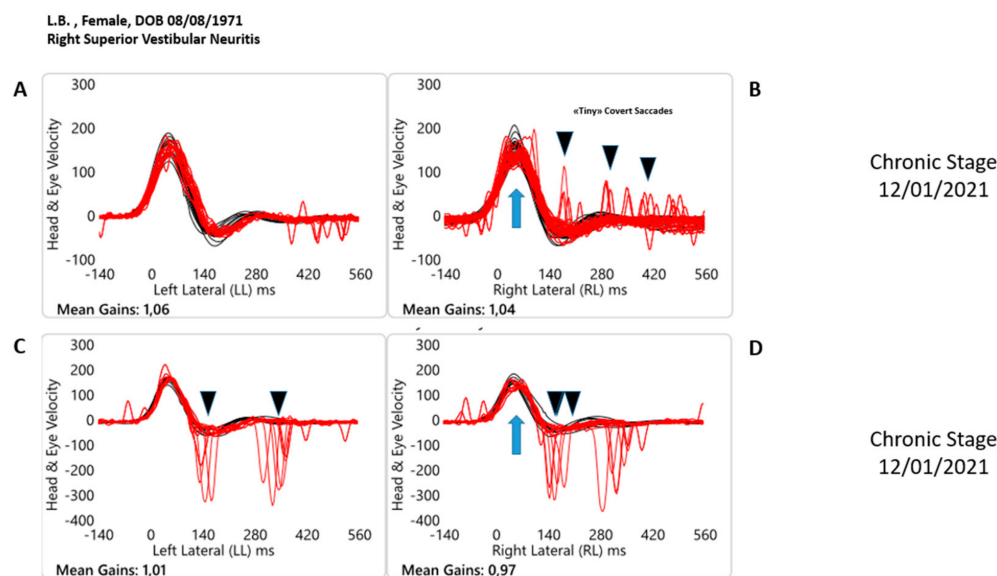 L.B. , Female, DOB 08/08/1971
Right Superior Vestibular Neuritis
A
300
200
100
0
-100
Head & Eye Velocity
-140 0 140 280 420 560
Left Lateral (LL) ms
Mean Gains: 1,06
B
300
200
100
0
-100
Head & Eye Velocity
«Tiny» Covert Saccades
-140 0 140 280 420 560
Right Lateral (RL) ms
Mean Gains: 1,04
Chronic Stage
12/01/2021
C
300
200
100
0
-100
-200
-300
-400
Head & Eye Velocity
-140 0 140 280 420 560
Left Lateral (LL) ms
Mean Gains: 1,01
D
300
200
100
0
-100
-200
-300
-400
Head & Eye Velocity
-140 0 140 280 420 560
Right Lateral (RL) ms
Mean Gains: 0,97
Chronic Stage
12/01/2021